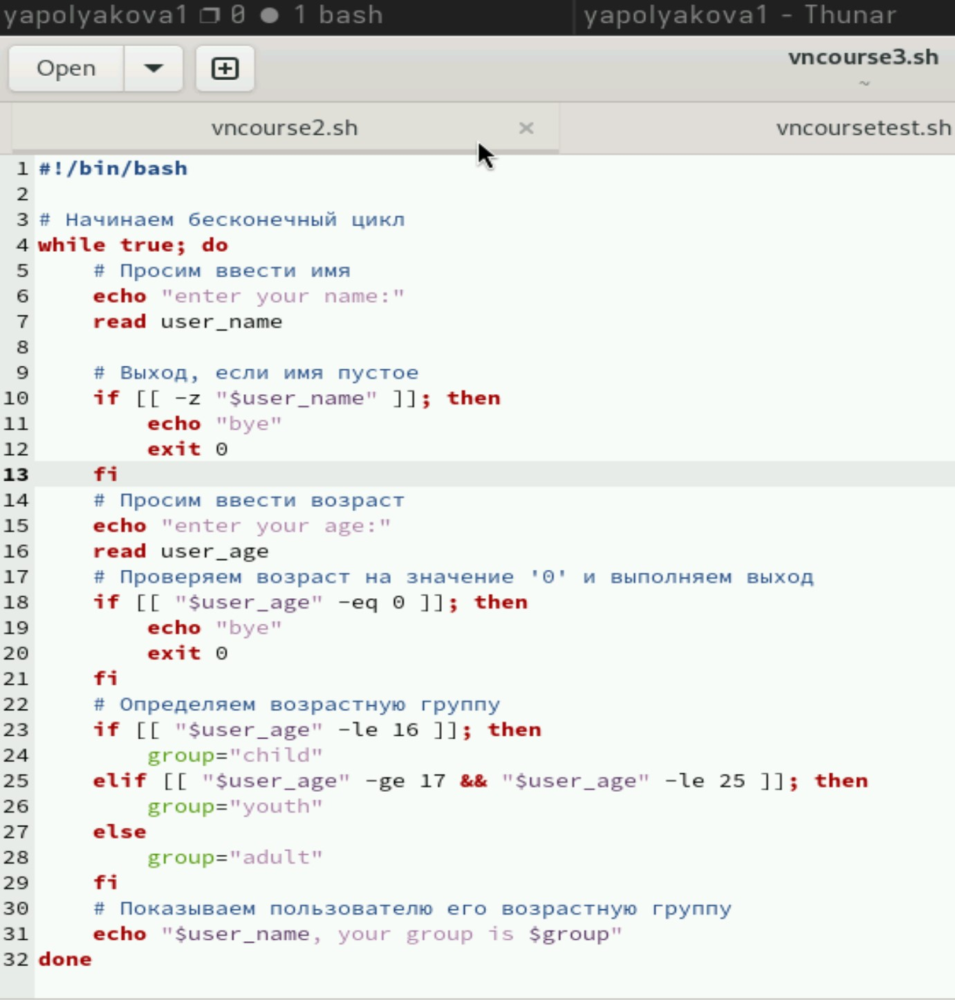 yapolyakova1 0 ● 1 bash
yapolyakova1 - Thunar
Open
vncourse3.sh
~
vncourse2.sh ×
vncoursetest.sh
1 #!/bin/bash
2
3 # Начинаем бесконечный цикл
4 while true; do
5     # Просим ввести имя
6     echo "enter your name:"
7     read user_name
8
9     # Выход, если имя пустое
10     if [[ -z "$user_name" ]]; then
11         echo "bye"
12         exit 0
13     fi
14     # Просим ввести возраст
15     echo "enter your age:"
16     read user_age
17     # Проверяем возраст на значение '0' и выполняем выход
18     if [[ "$user_age" -eq 0 ]]; then
19         echo "bye"
20         exit 0
21     fi
22     # Определяем возрастную группу
23     if [[ "$user_age" -le 16 ]]; then
24         group="child"
25     elif [[ "$user_age" -ge 17 && "$user_age" -le 25 ]]; then
26         group="youth"
27     else
28         group="adult"
29     fi
30     # Показываем пользователю его возрастную группу
31     echo "$user_name, your group is $group"
32 done